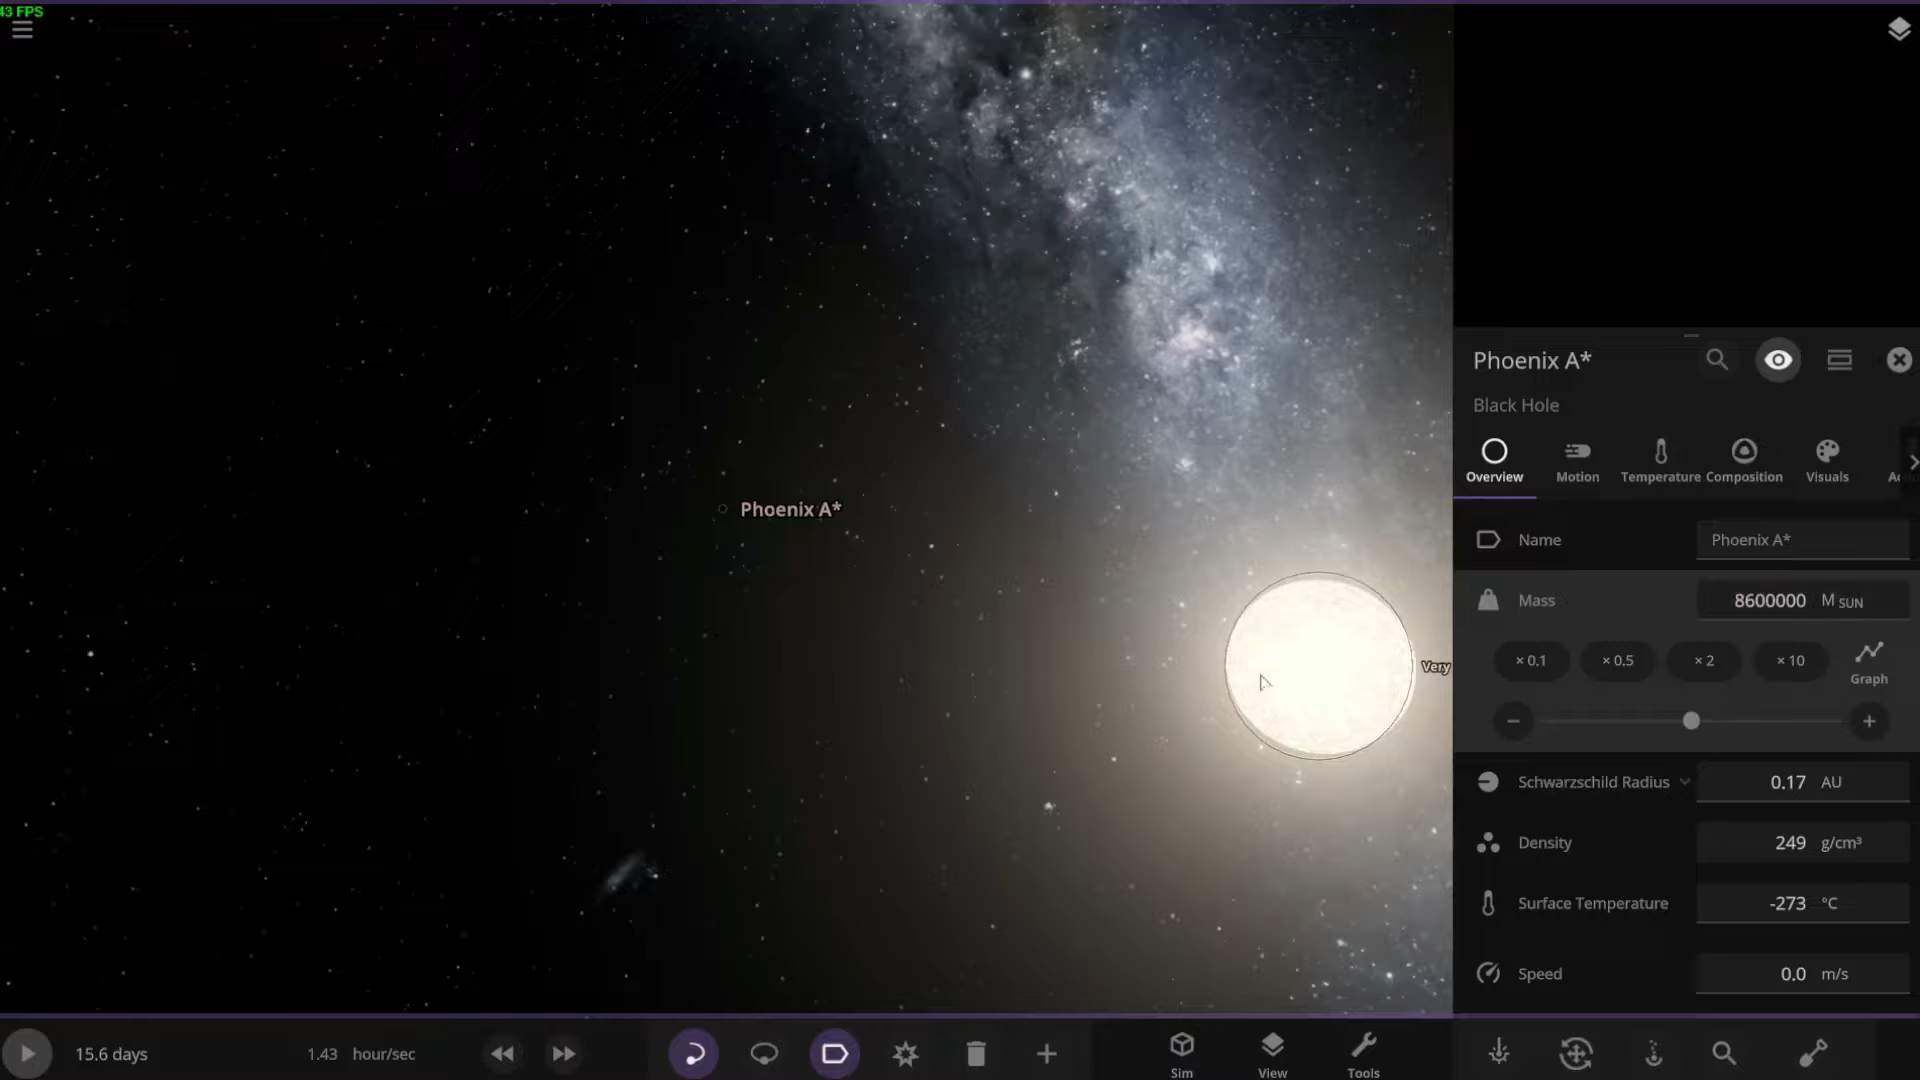 43 FPS
Phoenix A*
Black Hole
Overview Motion Temperature Composition Visuals
Phoenix A*
Name Phoenix A*
Mass 8600000 M SUN
× 0.1 × 0.5 × 2 × 10 Graph
Very
Schwarzschild Radius 0.17 AU
Density 249 g/cm³
Surface Temperature -273 °C
Speed 0.0 m/s
15.6 days 1.43 hour/sec
Sim View Tools